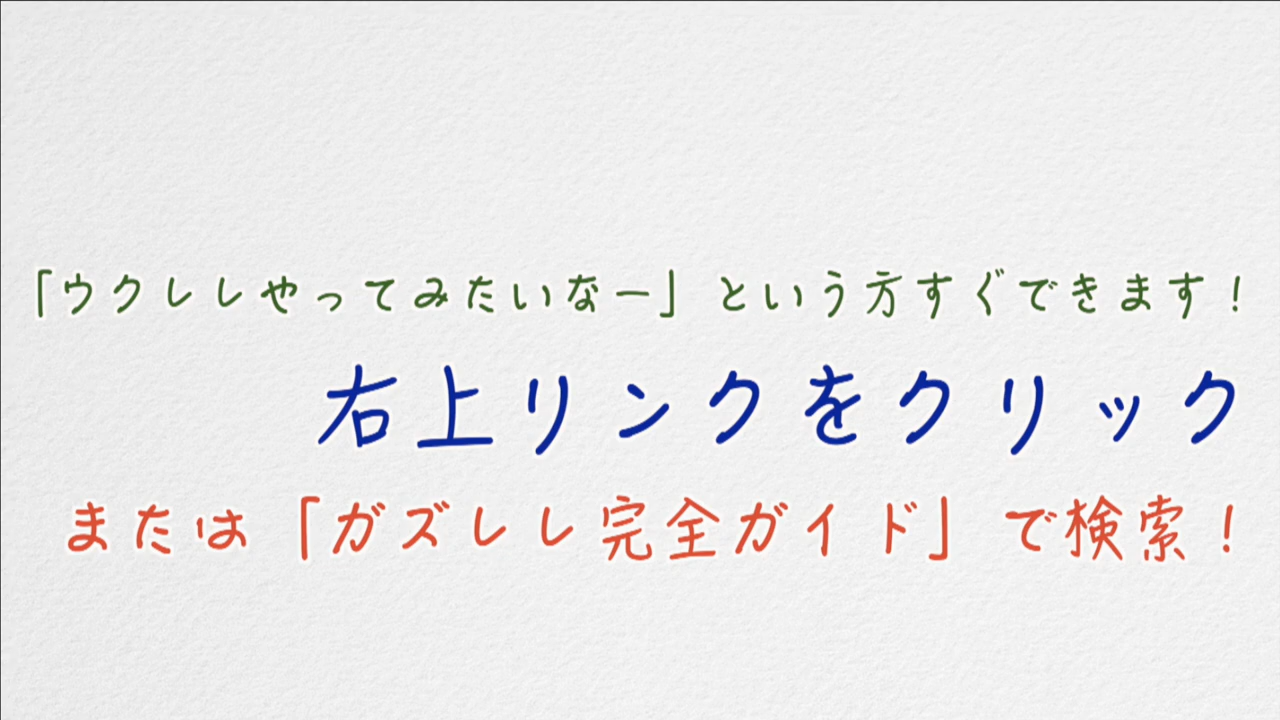 「ウクレレやってみたいなー」という方すぐできます！
右上リンクをクリック
または「ガズレレ完全ガイド」で検索！